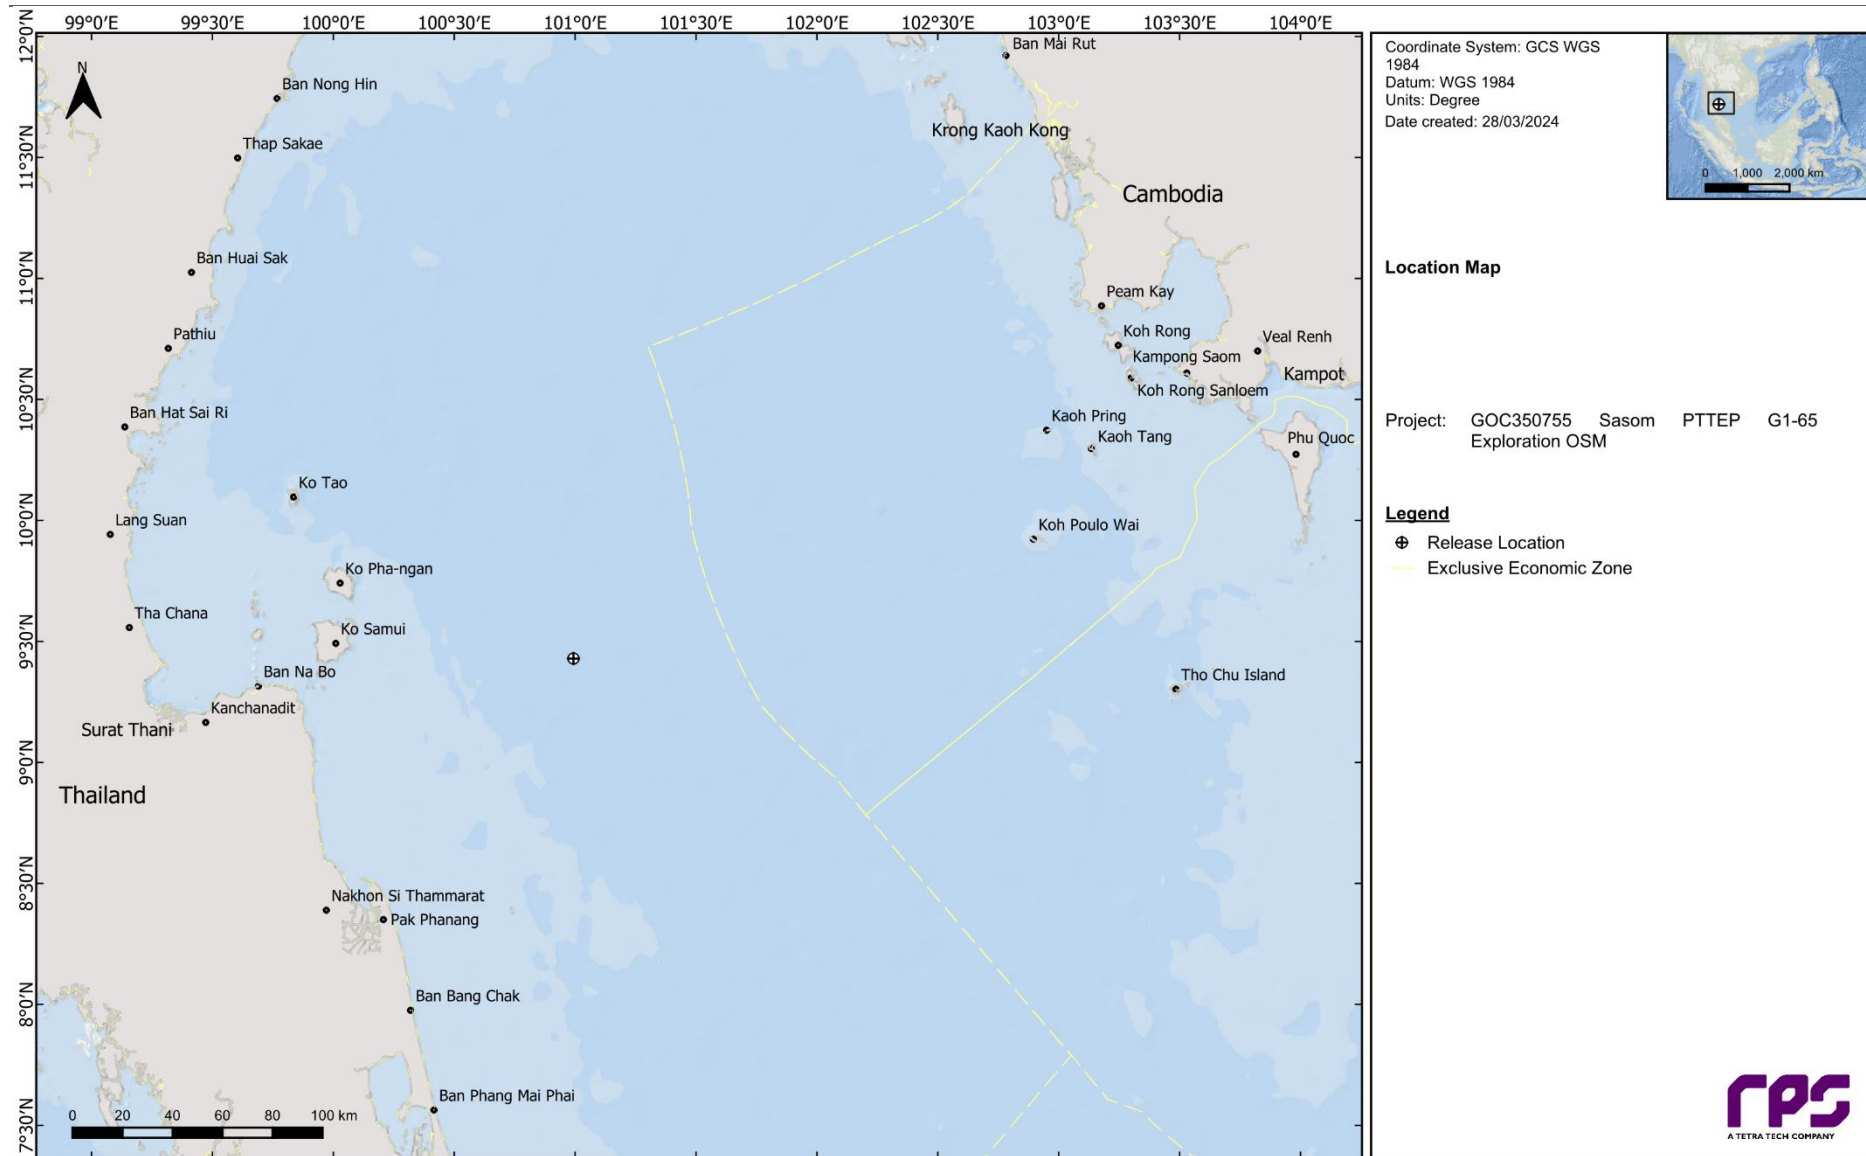 99°0'E 99°30'E 100°0'E 100°30'E 101°0'E 101°30'E 102°0'E 102°30'E 103°0'E 103°30'E 104°0'E
12°0'N
11°30'N
11°0'N
10°30'N
10°0'N
9°30'N
9°0'N
8°30'N
8°0'N
7°30'N
N
Ban Nong Hin
Thap Sakae
Ban Huai Sak
Pathiu
Ban Hat Sai Ri
Ko Tao
Lang Suan
Ko Pha-ngan
Tha Chana
Ko Samui
Ban Na Bo
Kanchanadit
Surat Thani
Thailand
Nakhon Si Thammarat
Pak Phanang
Ban Bang Chak
Ban Phang Mai Phai
0 20 40 60 80 100 km
Ban Mai Rut
Krong Kaoh Kong
Cambodia
Peam Kay
Koh Rong
Veal Renh
Kampong Saom
Kampot
Koh Rong Sanloem
Kaoh Pring
Kaoh Tang
Phu Quoc
Koh Poulo Wai
Tho Chu Island
Coordinate System: GCS WGS
1984
Datum: WGS 1984
Units: Degree
Date created: 28/03/2024
0 1,000 2,000 km
Location Map
Project: GOC350755 Sasom PTTEP G1-65
Exploration OSM
Legend
Release Location
Exclusive Economic Zone
rps
A TETRA TECH COMPANY